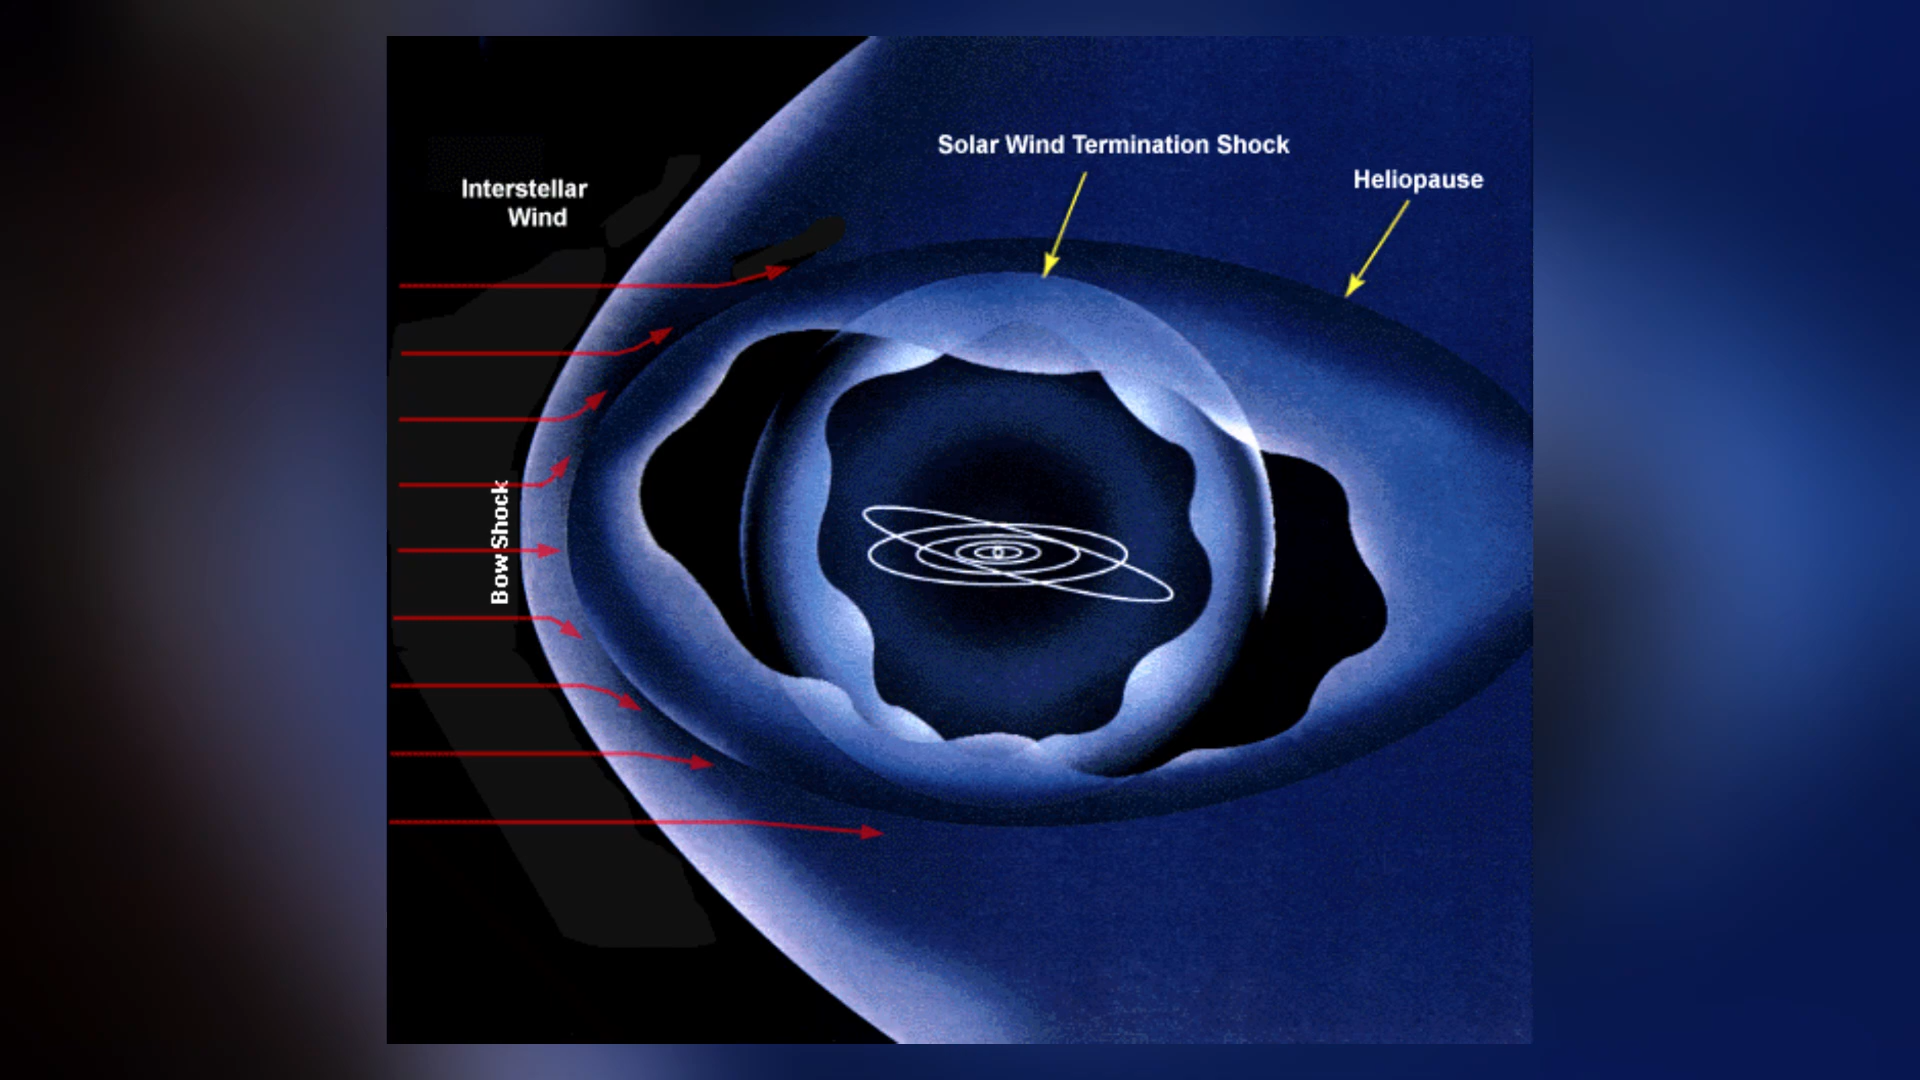 Solar Wind Termination Shock
Heliopause
Interstellar
Wind
Bow Shock